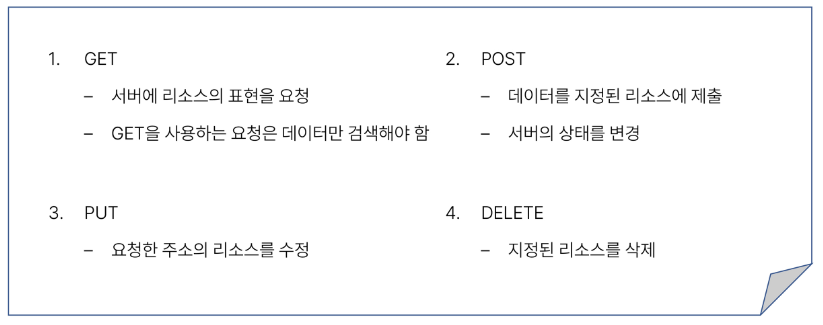 1. GET
– 서버에 리소스의 표현을 요청
– GET을 사용하는 요청은 데이터만 검색해야 함
2. POST
– 데이터를 지정된 리소스에 제출
– 서버의 상태를 변경
3. PUT
– 요청한 주소의 리소스를 수정
4. DELETE
– 지정된 리소스를 삭제